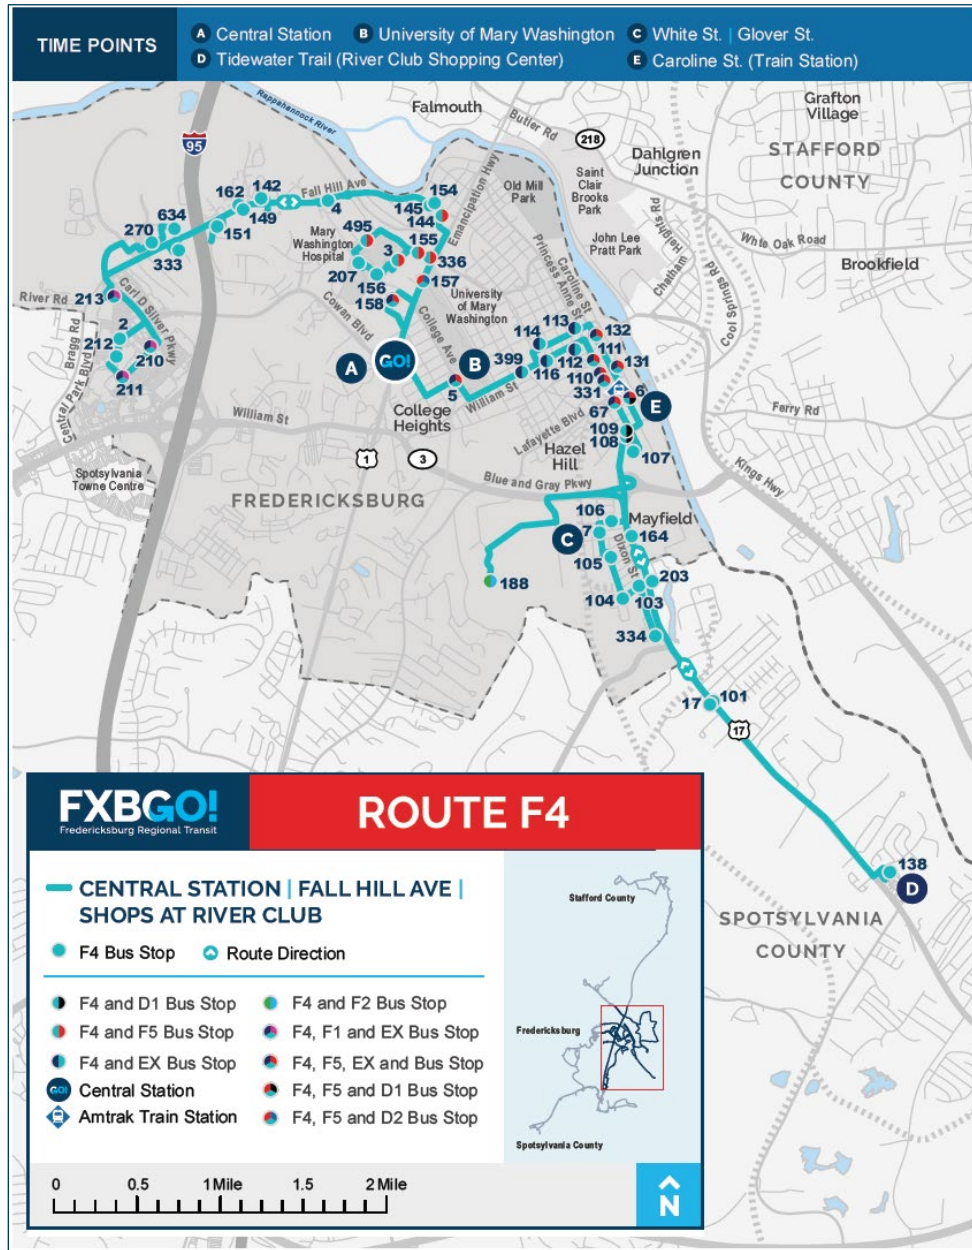 TIME POINTS
A Central Station B University of Mary Washington C White St. | Glover St.
D Tidewater Trail (River Club Shopping Center) E Caroline St. (Train Station)
Rappahannock River
Falmouth
Butler Rd
218
Grafton
Village
STAFFORD
COUNTY
Dahlgren
Junction
95
Fall Hill Ave
Emancipation Hwy
Old Mill
Park
Saint
Clair
Brooks
Park
John Lee
Pratt Park
Chatham
Heights Rd
Cool Springs Rd
White Oak Road
Brookfield
162
142
149
4
154
145
144
634
270
151
333
Mary
Washington
Hospital
495
3
155
336
207
156
157
158
University
of Mary
Washington
Princess Anne St
Caroline St
River Rd
213
Carl D Silver Pkwy
Bragg Rd
2
212
210
211
Central Park Blvd
Cowan Blvd
College Ave
A
GO!
B
5
399
114
113
132
112
111
116
110
131
331
6
67
E
109
108
107
William St
William St
College
Heights
Lafayette Blvd
Hazel
Hill
Ferry Rd
Kings Hwy
Spotsylvania
Towne Centre
1
3
Blue and Gray Pkwy
FREDERICKSBURG
C
106
7
Mayfield
164
Dixon St
105
188
203
104
103
334
17
101
17
138
D
SPOTSYLVANIA
COUNTY
FXBGO!
Fredericksburg Regional Transit
ROUTE F4
CENTRAL STATION | FALL HILL AVE |
SHOPS AT RIVER CLUB
F4 Bus Stop Route Direction
F4 and D1 Bus Stop F4 and F2 Bus Stop
F4 and F5 Bus Stop F4, F1 and EX Bus Stop
F4 and EX Bus Stop F4, F5, EX and Bus Stop
GO! Central Station F4, F5 and D1 Bus Stop
Amtrak Train Station F4, F5 and D2 Bus Stop
Stafford County
Fredericksburg
Spotsylvania County
0 0.5 1 Mile 1.5 2 Mile
N